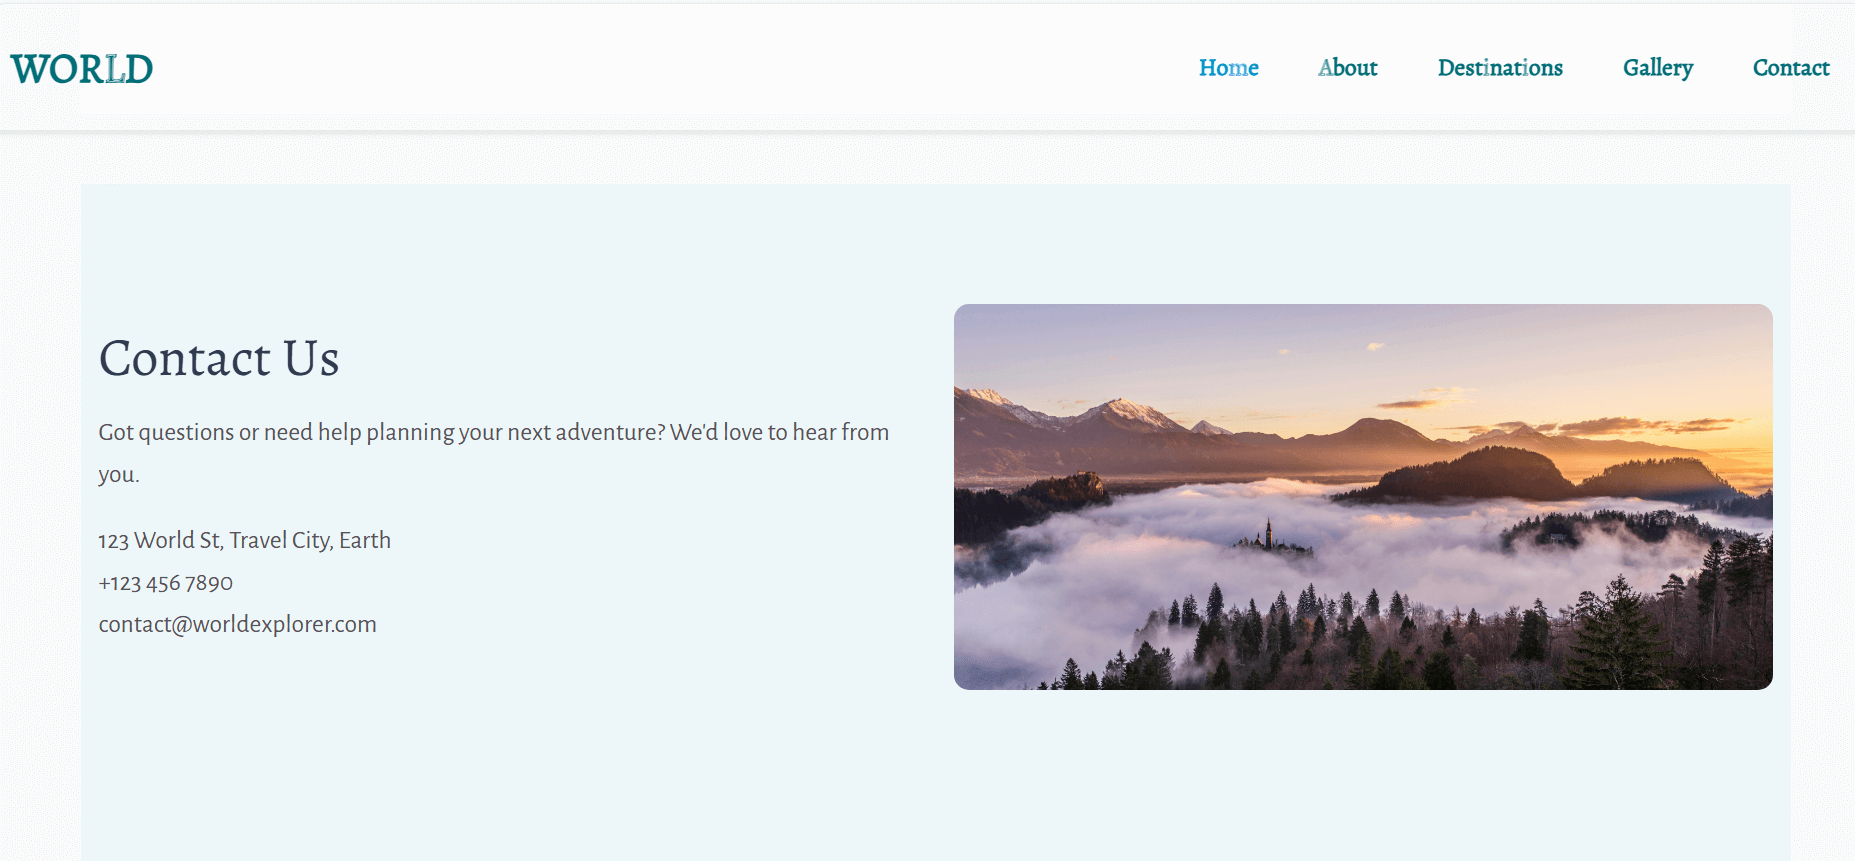 WORLD
Home About Destinations Gallery Contact
Contact Us
Got questions or need help planning your next adventure? We'd love to hear from
you.
123 World St, Travel City, Earth
+123 456 7890
contact@worldexplorer.com